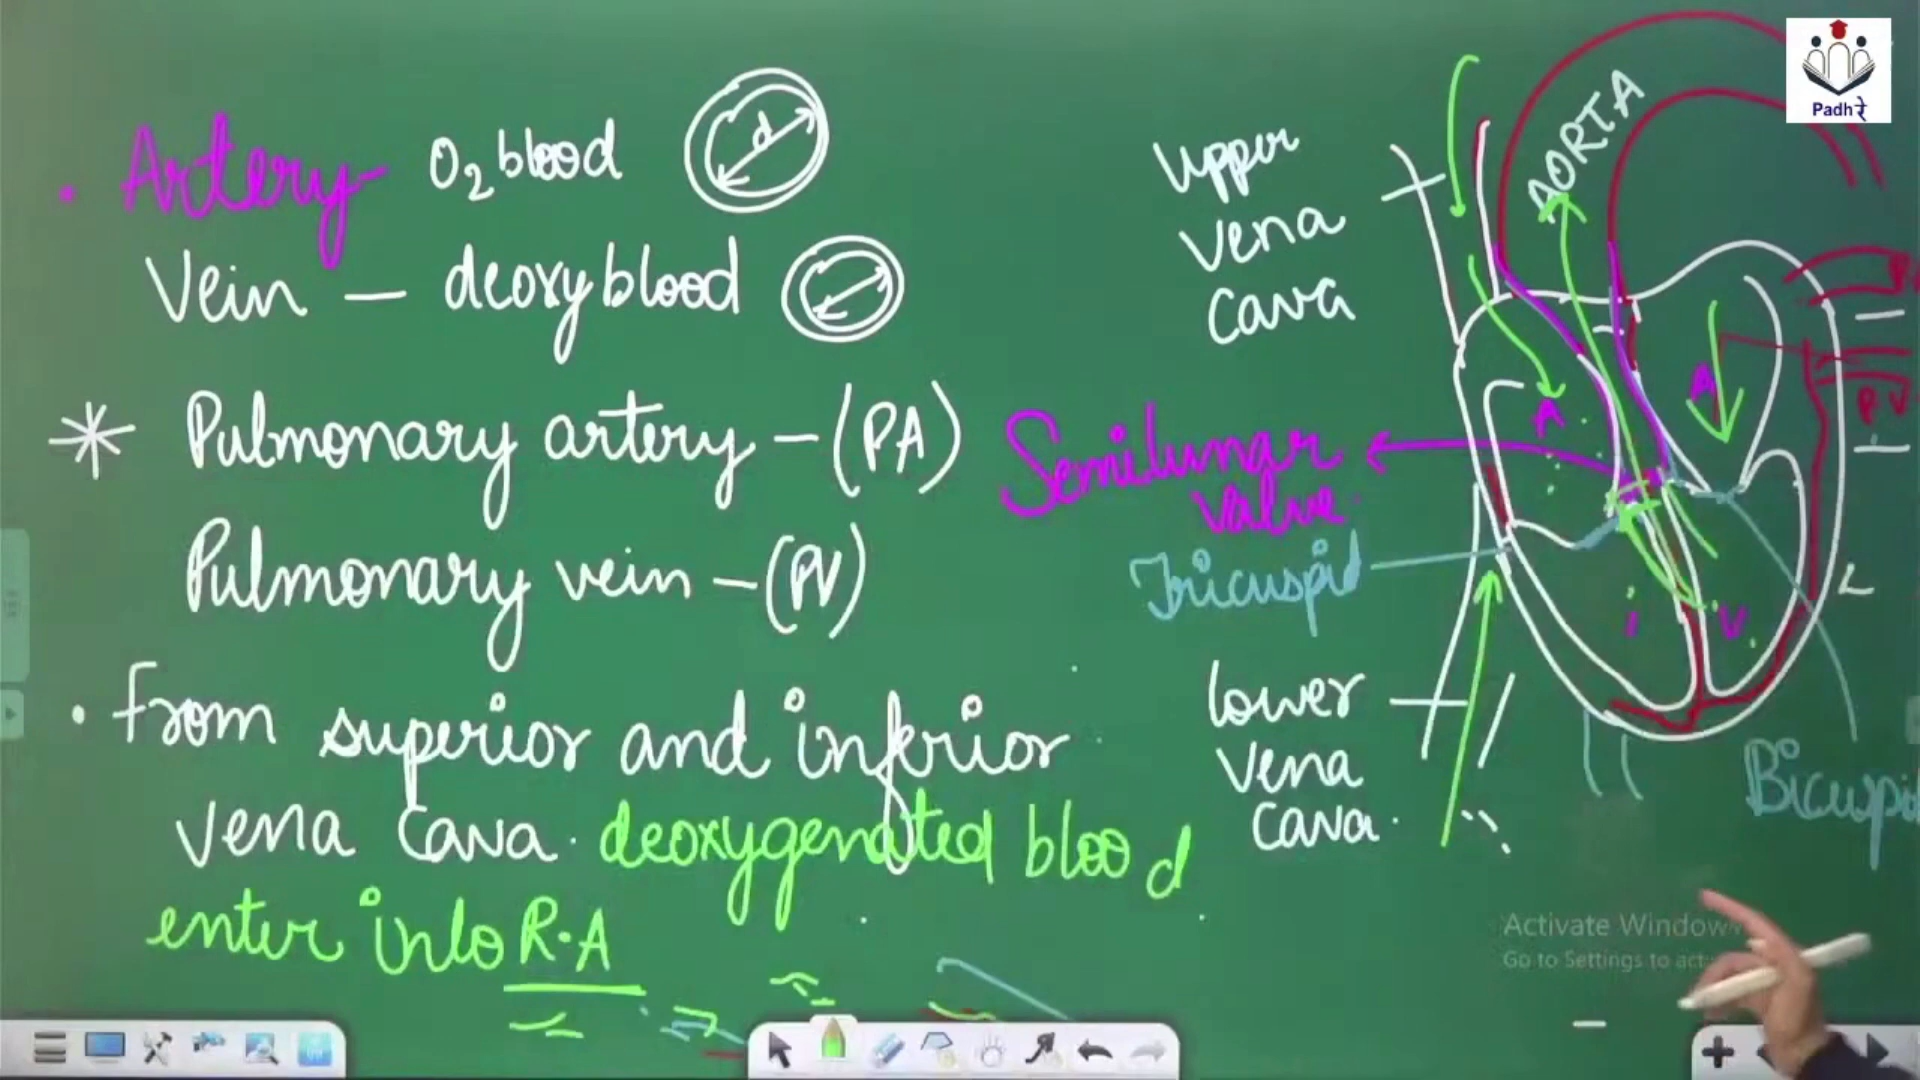 • Artery - O2 blood d
Vein - deoxy blood
* Pulmonary artery - (PA)
Pulmonary vein - (PV)
• From superior and inferior
vena cava. deoxygenated blood
enter into R.A
Upper
vena
cava
AORTA
Semilunar
valve
Tricuspid
lower
vena
cava.
A
A
V
L
P.V
Bicuspid
Padhरे
Activate Window
Go to Settings to act